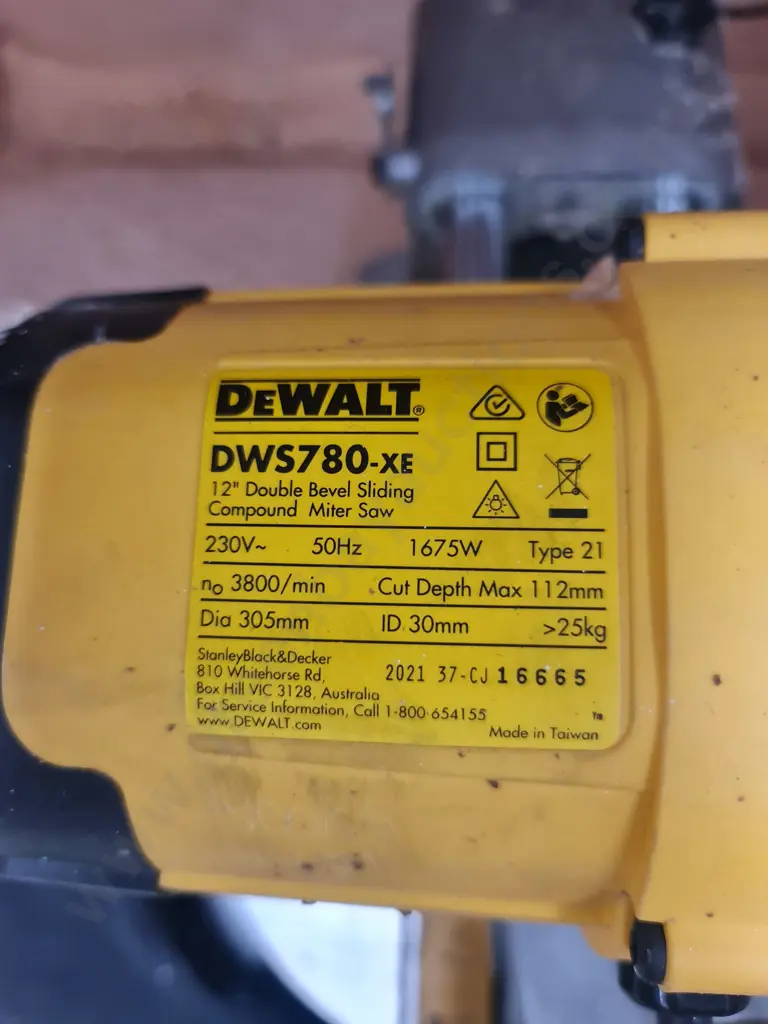 DEWALT®
DWS780-XE
12" Double Bevel Sliding
Compound Miter Saw
230V~ 50Hz 1675W Type 21
no 3800/min Cut Depth Max 112mm
Dia 305mm ID 30mm >25kg
StanleyBlack&Decker
810 Whitehorse Rd,
Box Hill VIC 3128, Australia
2021 37-CJ 16665
For Service Information, Call 1-800-654155
www.DEWALT.com
™
Made in Taiwan